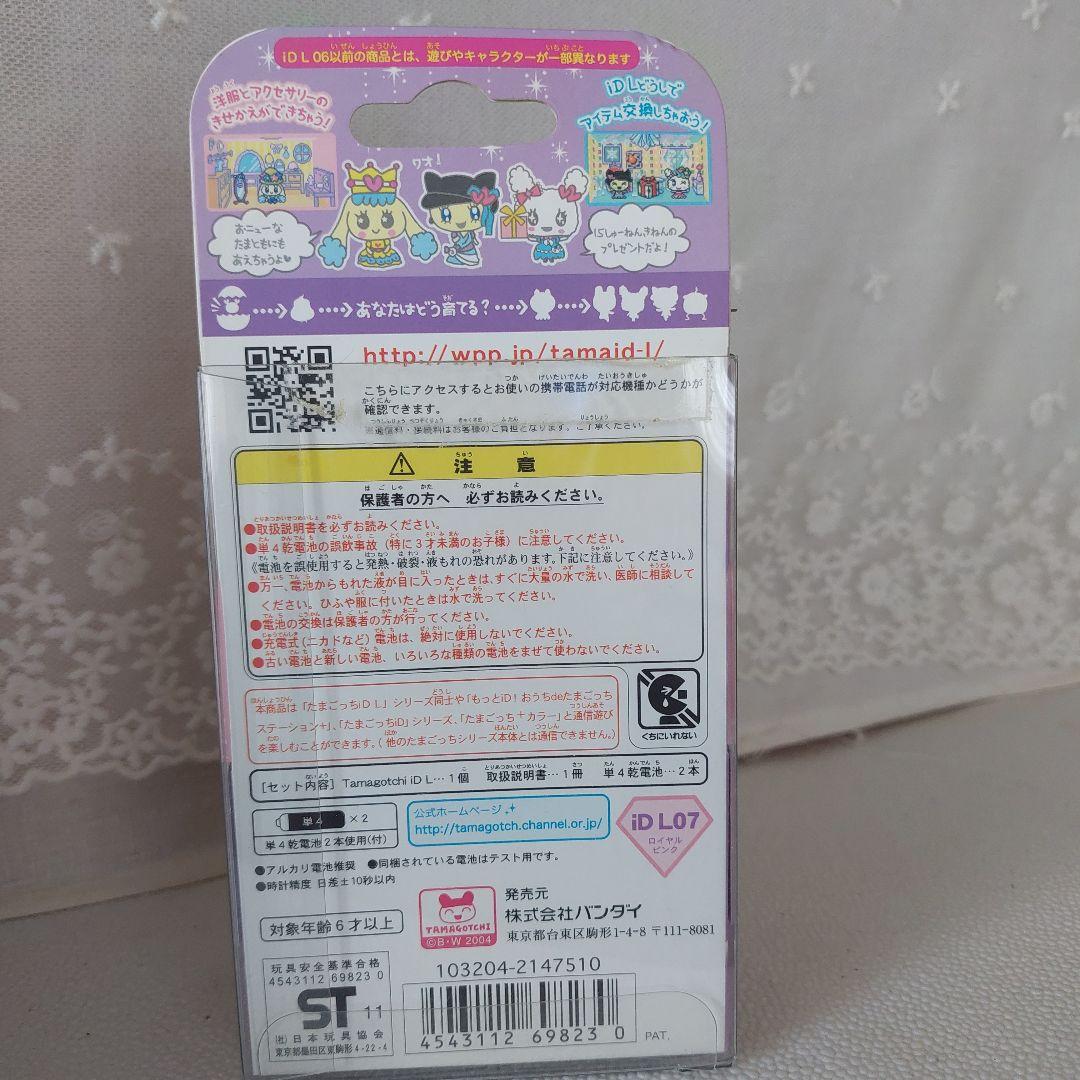 iD L 06以前の商品とは、遊びやキャラクターが一部異なります
洋服とアクセサリーの
きせかえができちゃう!
iD Lどうしで
アイテム交換しちゃおう!
ワオ!
おニューな
たまともにも
あえちゃうよ♥
15しゅーねんきねんの
プレゼントだよ!
あなたはどう育てる?
http://wpp.jp/tamaid-l/
こちらにアクセスするとお使いの携帯電話が対応機種かどうかが
確認できます。
※通信料・接続料はお客様のご負担となります。ご了承ください。
注意
保護者の方へ 必ずお読みください。
●取扱説明書を必ずお読みください。
●単4乾電池の誤飲事故(特に3才未満のお子様)に注意してください。
《電池を誤使用すると発熱・破裂・液もれの恐れがあります。下記に注意してください。》
●万一、電池からもれた液が目に入ったときは、すぐに大量の水で洗い、医師に相談して
ください。ひふや服に付いたときは水で洗ってください。
●電池の交換は保護者の方が行ってください。
●充電式(ニカドなど)電池は、絶対に使用しないでください。
●古い電池と新しい電池、いろいろな種類の電池をまぜて使わないでください。
本商品は「たまごっちiD L」シリーズ同士や「もっとiD!おうちdeたまごっち
ステーション+」、「たまごっちiD」シリーズ、「たまごっち+カラー」と通信遊び
を楽しむことができます。(他のたまごっちシリーズ本体とは通信できません。)
くちにいれない
[セット内容] Tamagotchi iD L…1個 取扱説明書…1冊 単4乾電池…2本
単4 ×2
単4乾電池2本使用(付)
公式ホームページ
http://tamagotch.channel.or.jp/
iD L07
ロイヤル
ピンク
●アルカリ電池推奨 ●同梱されている電池はテスト用です。
●時計精度 日差±10秒以内
対象年齢6才以上
TAMAGOTCHI
©B・W 2004
発売元
株式会社バンダイ
東京都台東区駒形1-4-8 〒111-8081
玩具安全基準合格
4543112 69823 0
ST 11
(社)日本玩具協会
東京都墨田区東駒形4-22-4
103204-2147510
4543112 69823 0
PAT.